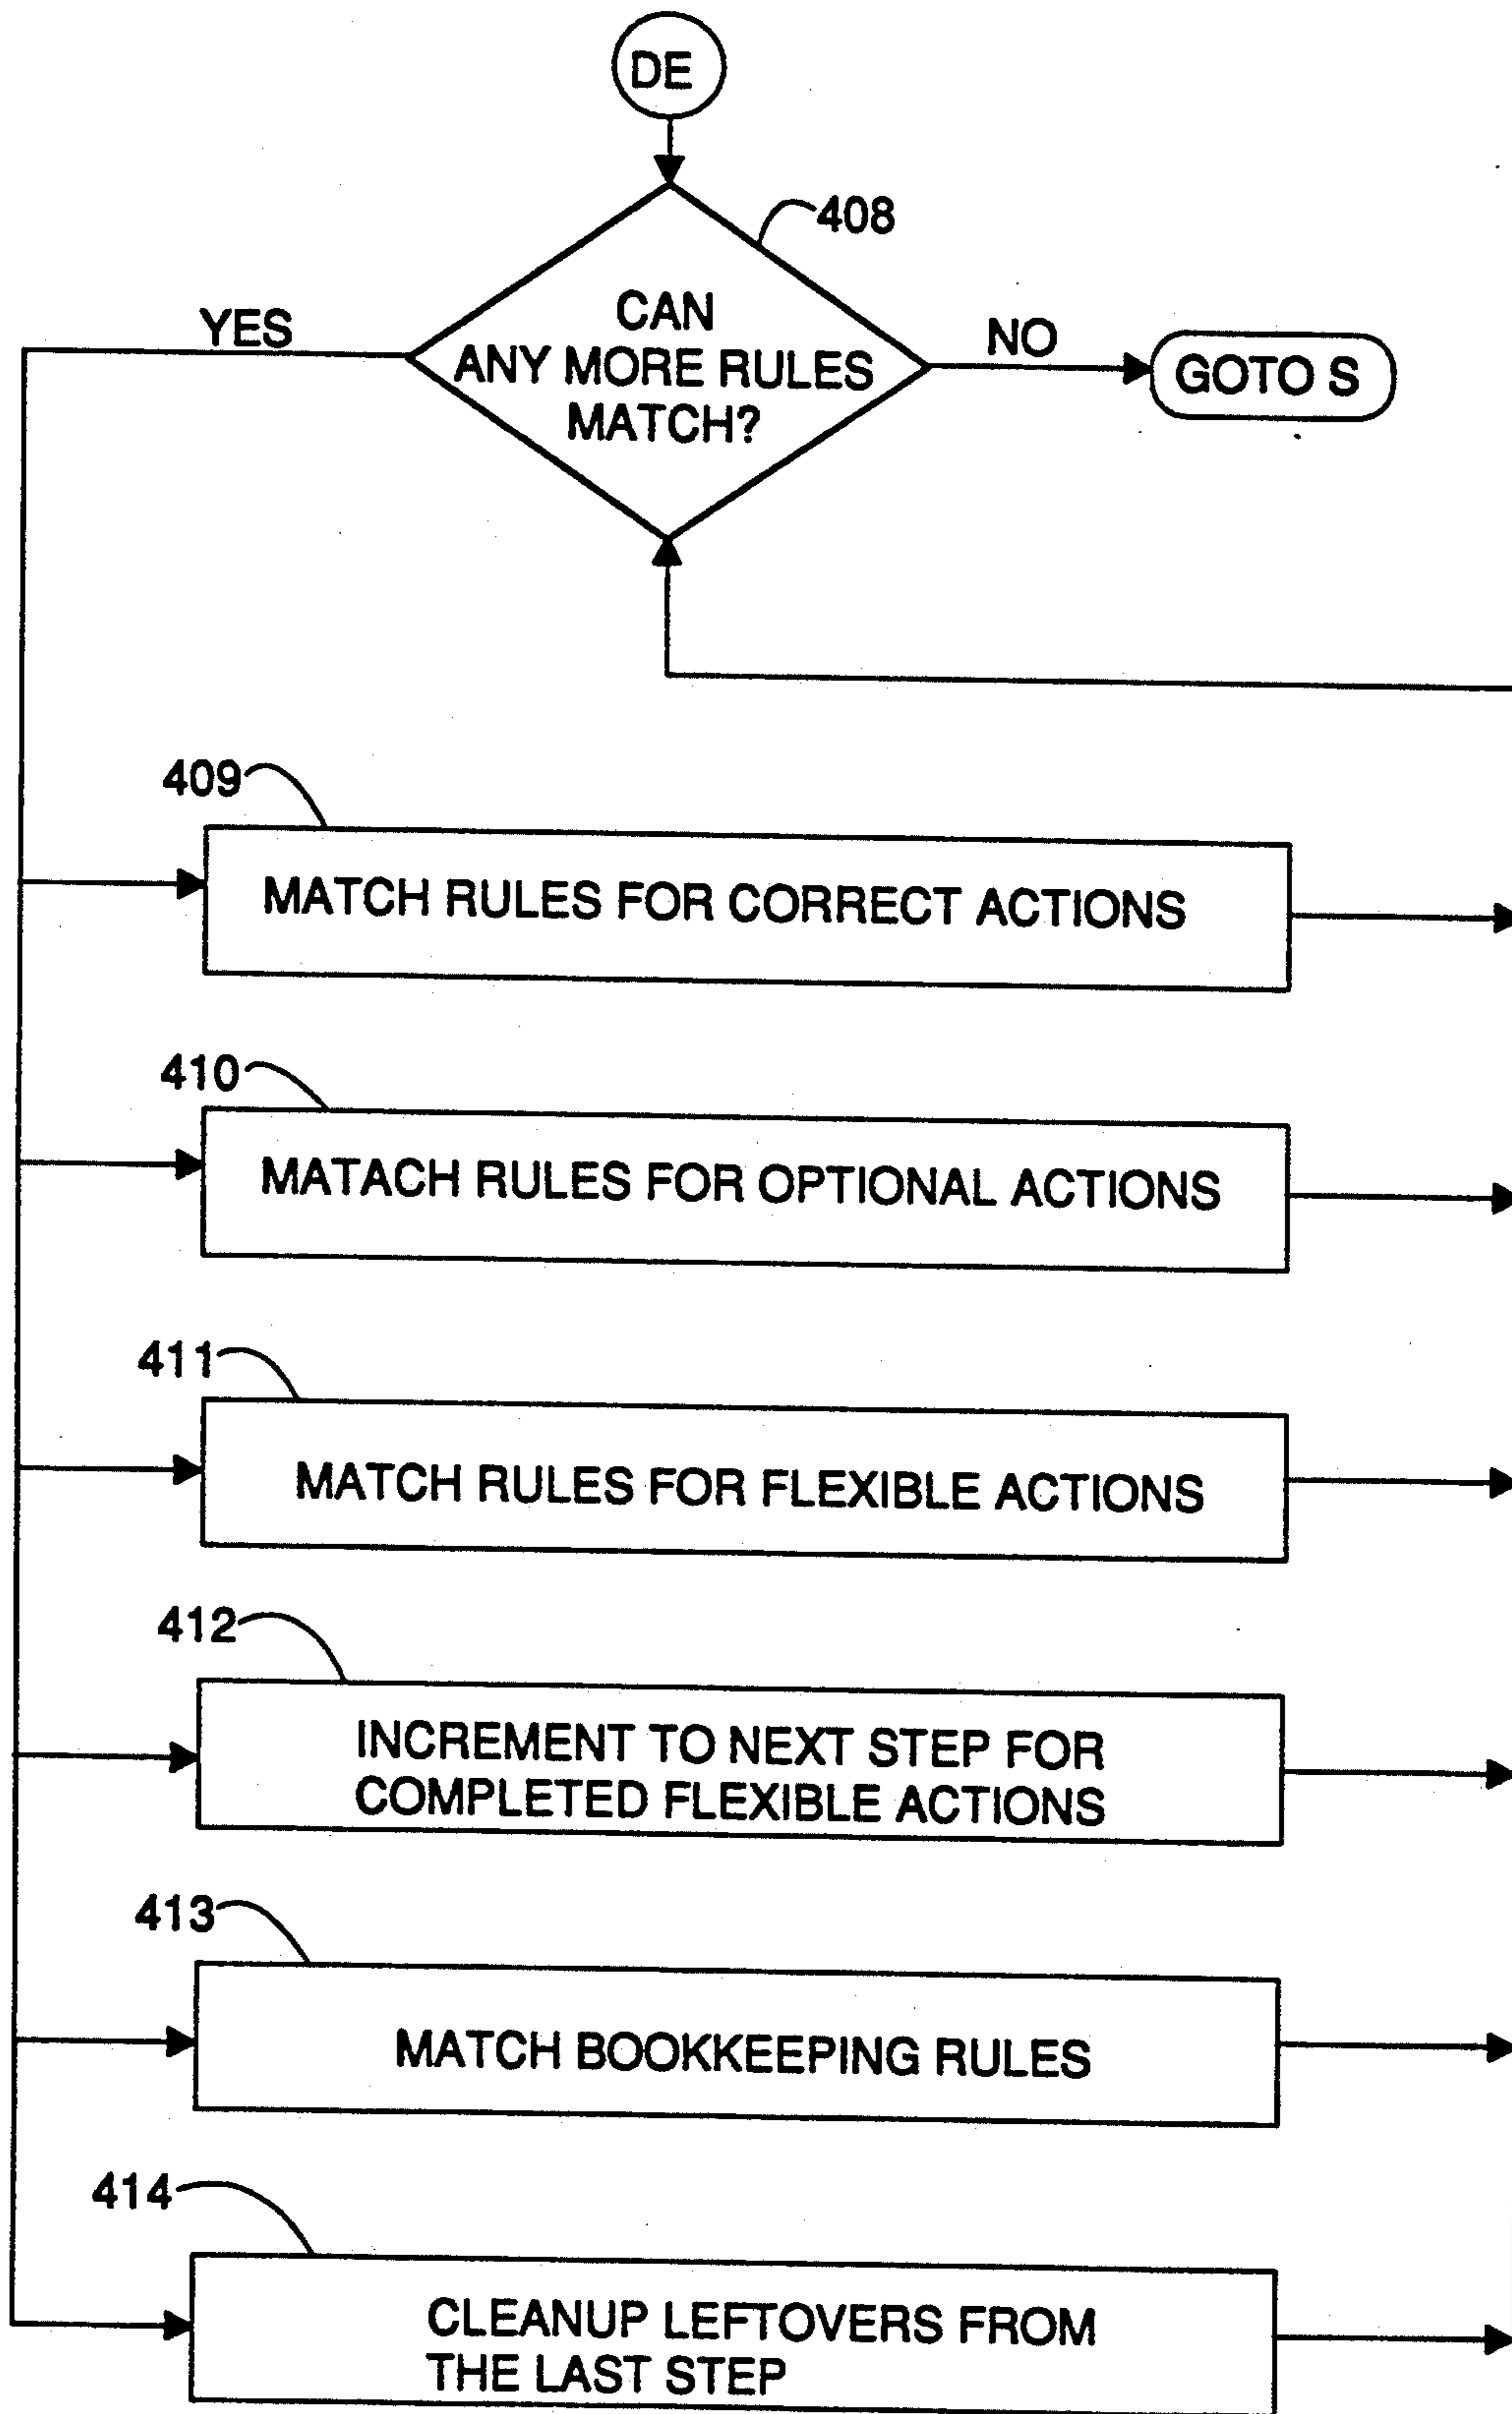 DE
408
CAN
ANY MORE RULES
MATCH?
YES
NO
GOTO S
409
MATCH RULES FOR CORRECT ACTIONS
410
MATACH RULES FOR OPTIONAL ACTIONS
411
MATCH RULES FOR FLEXIBLE ACTIONS
412
INCREMENT TO NEXT STEP FOR
COMPLETED FLEXIBLE ACTIONS
413
MATCH BOOKKEEPING RULES
414
CLEANUP LEFTOVERS FROM
THE LAST STEP